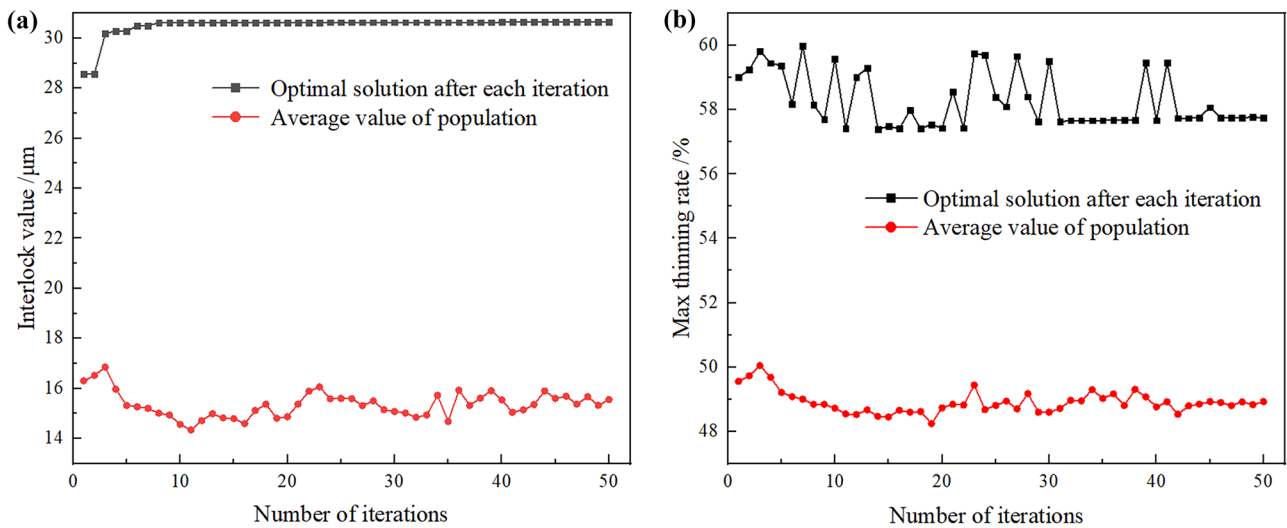 (a)
30
28
26
24
22
20
18
16
14
Interlock value /μm
Optimal solution after each iteration
Average value of population
0
10
20
30
40
50
Number of iterations
(b)
60
58
56
54
52
50
48
Max thinning rate /%
Optimal solution after each iteration
Average value of population
0
10
20
30
40
50
Number of iterations